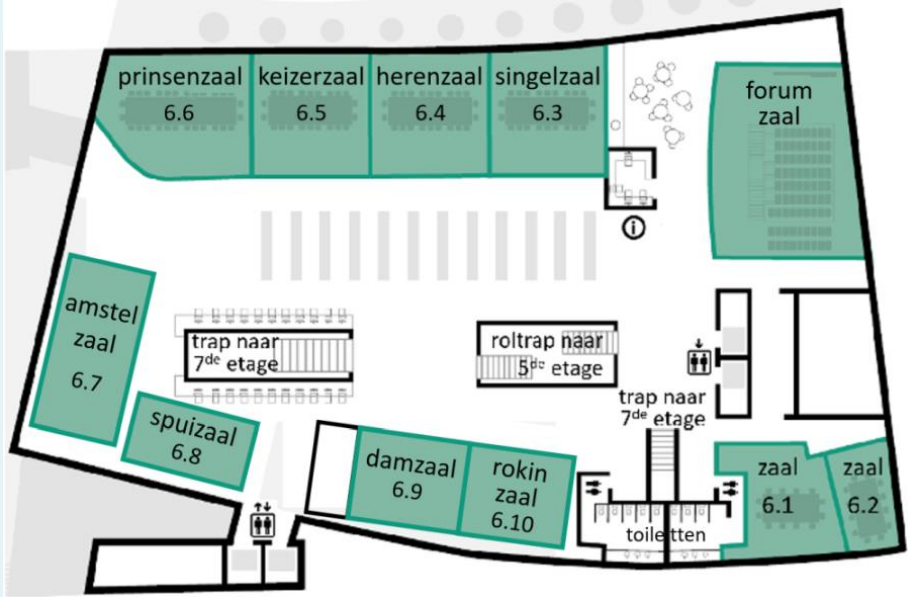 prinsenzaal
6.6
keizerzaal
6.5
herenzaal
6.4
singelzaal
6.3
forum
zaal
i
amstel
zaal
6.7
trap naar
7de etage
roltrap naar
5de etage
trap naar
7de etage
spuizaal
6.8
damzaal
6.9
rokin
zaal
6.10
zaal
6.1
zaal
6.2
toiletten